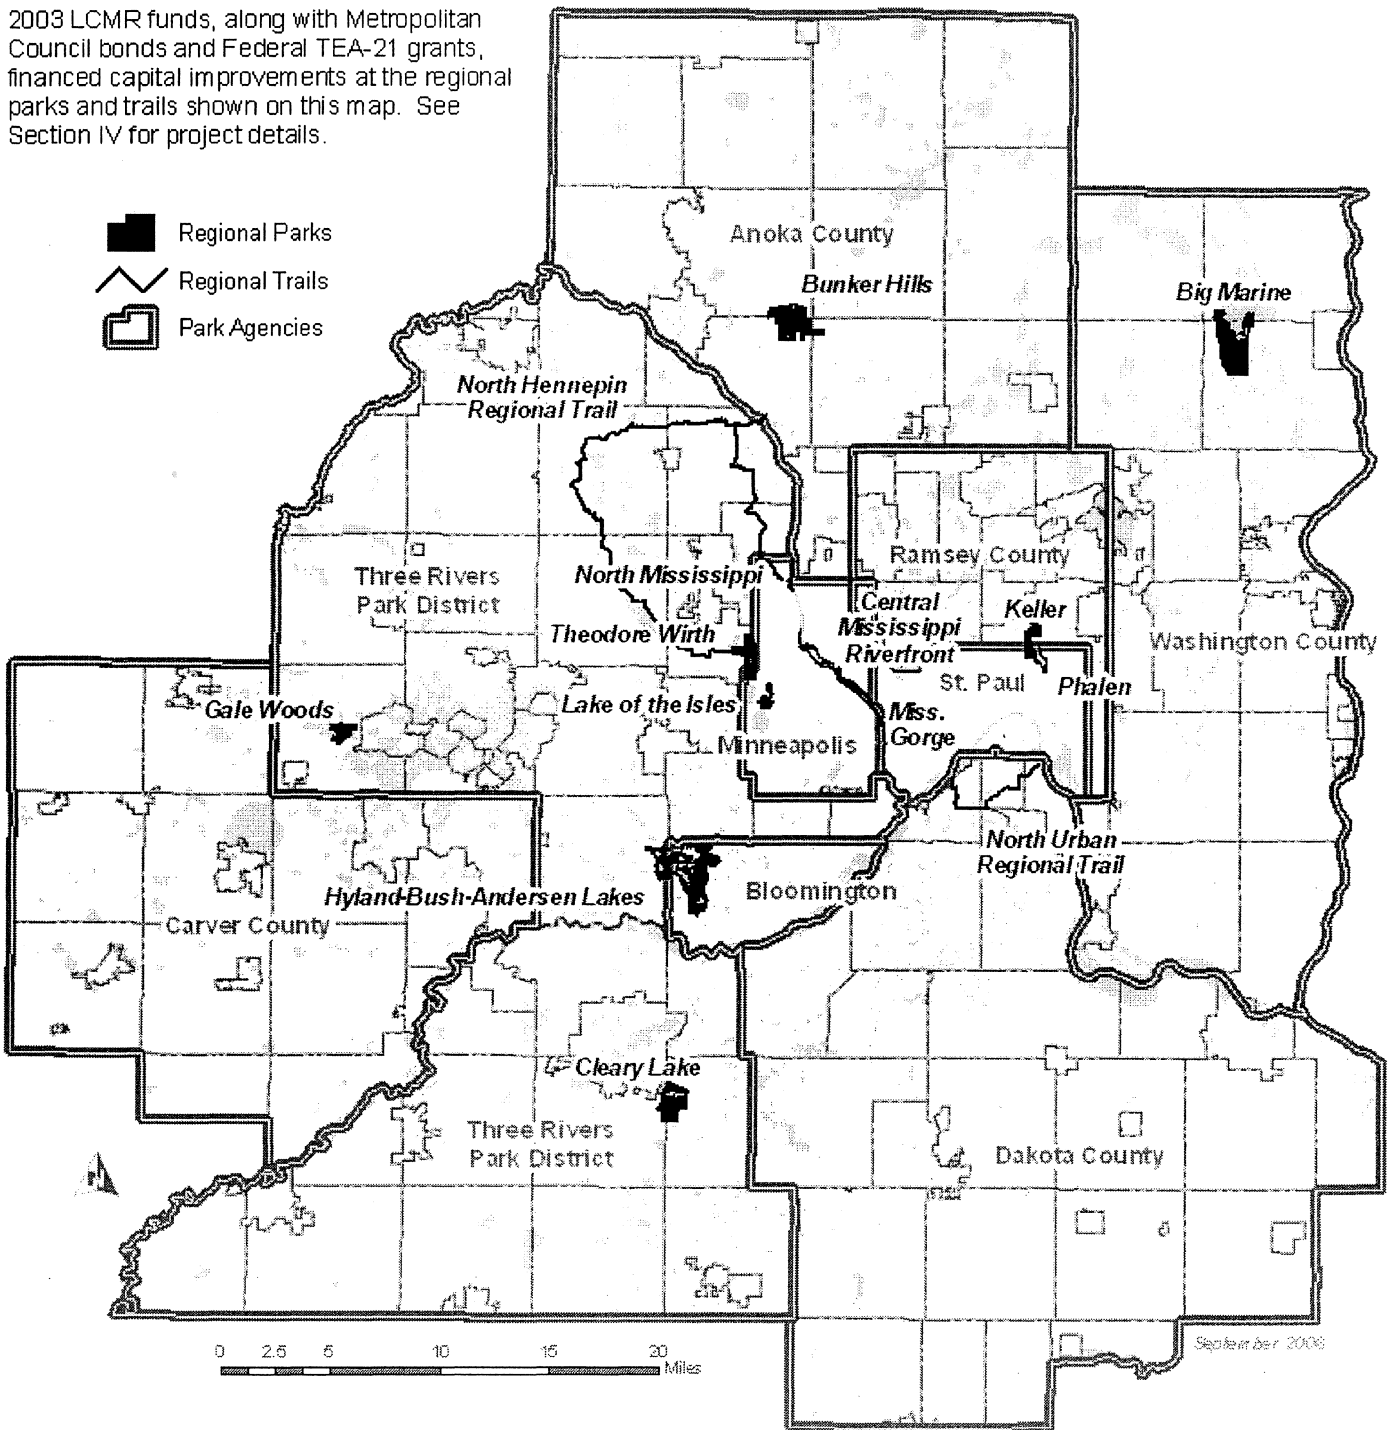 2003 LCMR funds, along with Metropolitan
Council bonds and Federal TEA-21 grants,
financed capital improvements at the regional
parks and trails shown on this map. See
Section IV for project details.
Regional Parks
Regional Trails
Park Agencies
Anoka County
Bunker Hills
Big Marine
North Hennepin
Regional Trail
Ramsey County
Three Rivers
Park District
North Mississippi
Central
Mississippi
Riverfront
Keller
Theodore Wirth
Washington County
St. Paul
Phalen
Gale Woods
Lake of the Isles
Miss.
Gorge
Minneapolis
North Urban
Regional Trail
Hyland-Bush-Andersen Lakes
Bloomington
Carver County
Cleary Lake
Three Rivers
Park District
Dakota County
N
0 2.5 5 10 15 20
Miles
September 2006